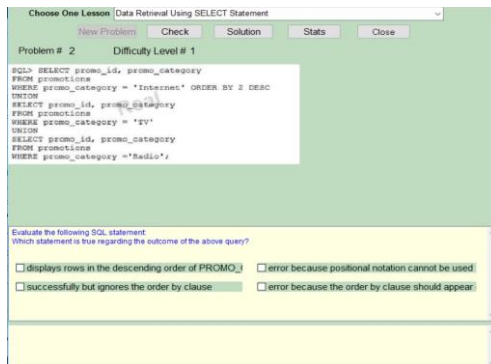 Choose One Lesson Data Retrieval Using SELECT Statement
New Problem Check Solution Stats Close
Problem # 2 Difficulty Level # 1
SQL> SELECT promo_id, promo_category
FROM promotions
WHERE promo_category = 'Internet' ORDER BY 2 DESC
UNION
SELECT promo_id, promo_category
FROM promotions
WHERE promo_category = 'TV'
UNION
SELECT promo_id, promo_category
FROM promotions
WHERE promo_category ='Radio';
Evaluate the following SQL statement:
Which statement is true regarding the outcome of the above query?
displays rows in the descending order of PROMO_ error because positional notation cannot be used
successfully but ignores the order by clause error because the order by clause should appear